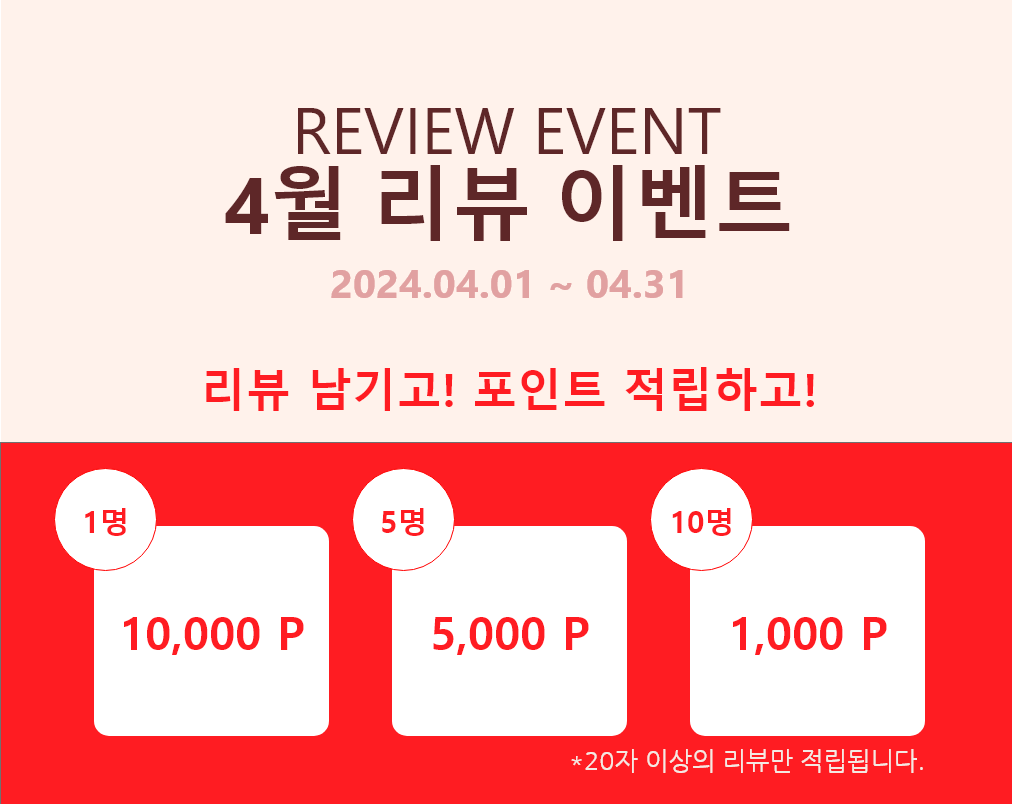 REVIEW EVENT
4월 리뷰 이벤트
2024.04.01 ~ 04.31
리뷰 남기고! 포인트 적립하고!
1명
10,000 P
5명
5,000 P
10명
1,000 P
*20자 이상의 리뷰만 적립됩니다.